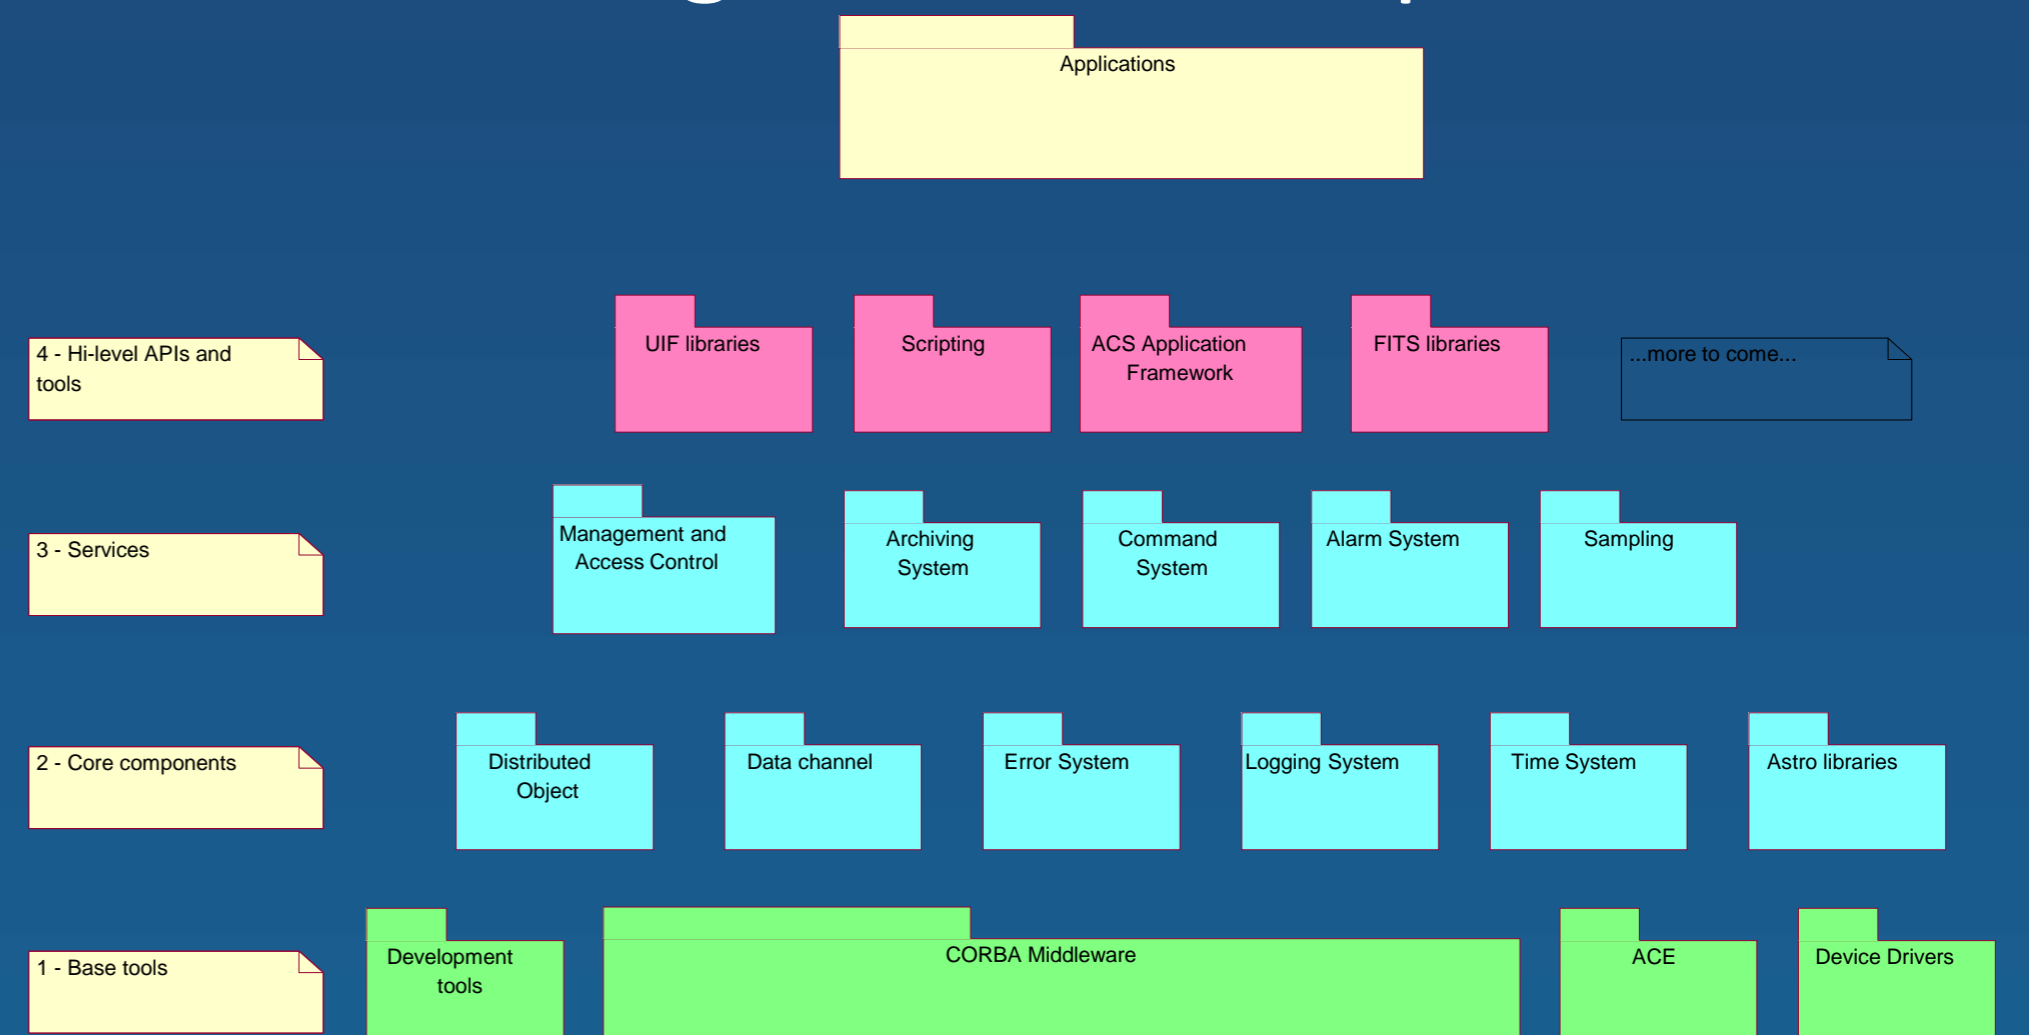 Applications
4 - Hi-level APIs and
tools
UIF libraries
Scripting
ACS Application
Framework
FITS libraries
...more to come...
3 - Services
Management and
Access Control
Archiving
System
Command
System
Alarm System
Sampling
2 - Core components
Distributed
Object
Data channel
Error System
Logging System
Time System
Astro libraries
1 - Base tools
Development
tools
CORBA Middleware
ACE
Device Drivers